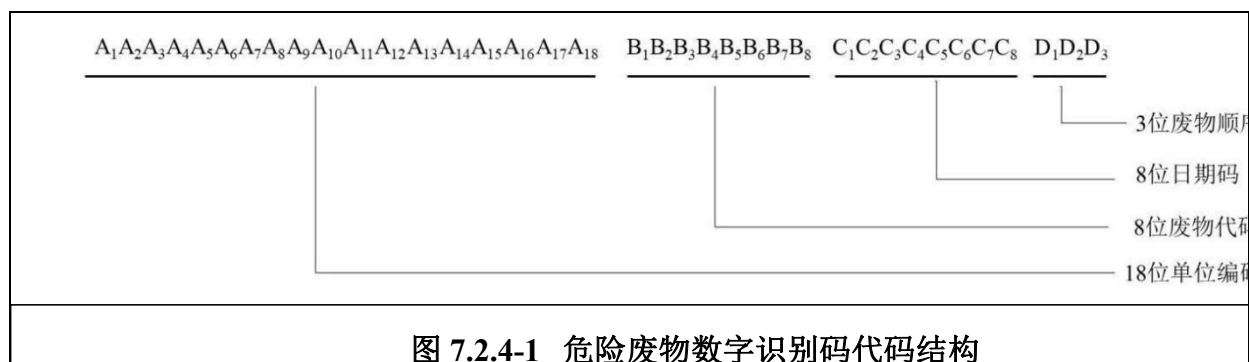 A₁A₂A₃A₄A₅A₆A₇A₈A₉A₁₀A₁₁A₁₂A₁₃A₁₄A₁₅A₁₆A₁₇A₁₈ B₁B₂B₃B₄B₅B₆B₇B₈ C₁C₂C₃C₄C₅C₆C₇C₈ D₁D₂D₃
3位废物顺
8位日期码
8位废物代
18位单位编
图 7.2.4-1 危险废物数字识别码代码结构